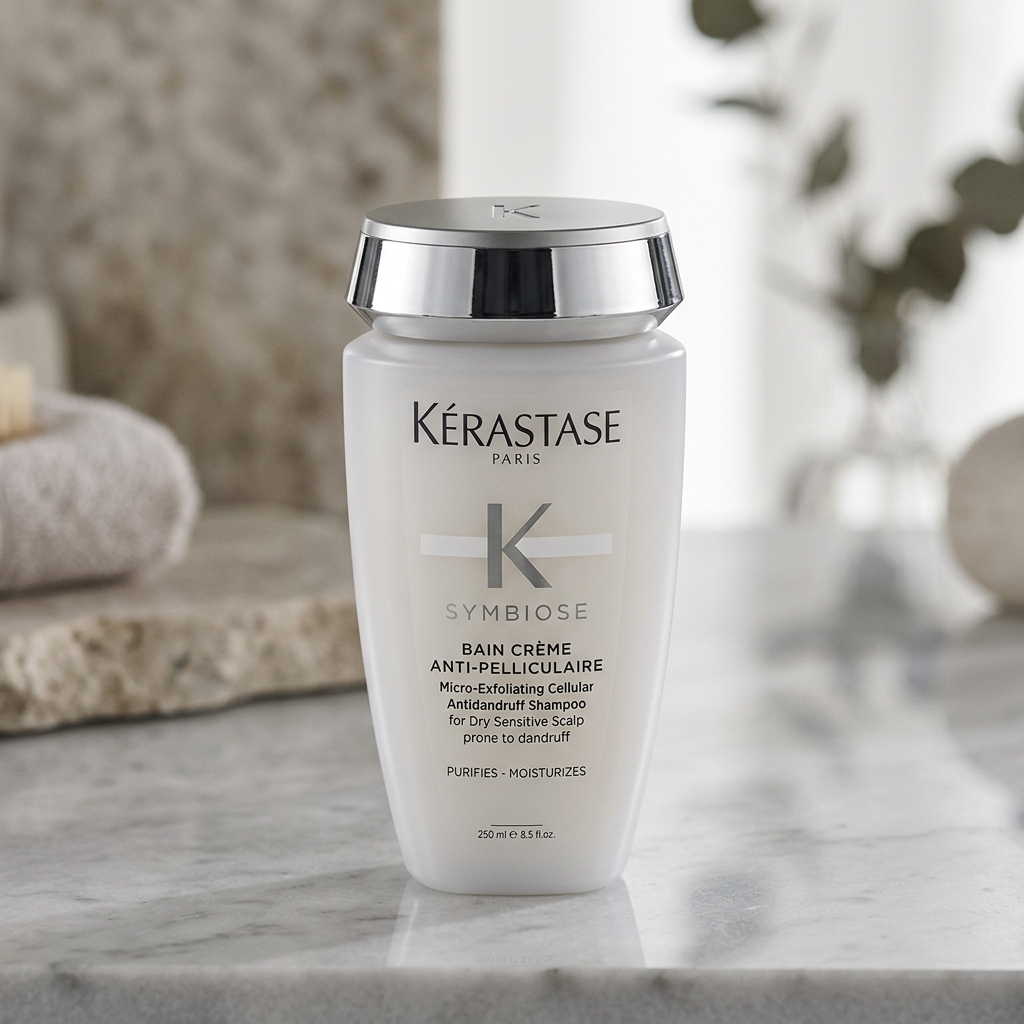 K
KÉRASTASE
PARIS
K
SYMBIOSE
BAIN CRÈME
ANTI-PELLICULAIRE
Micro-Exfoliating Cellular
Antidandruff Shampoo
for Dry Sensitive Scalp
prone to dandruff
PURIFIES - MOISTURIZES
250 ml ℮ 8.5 fl.oz.